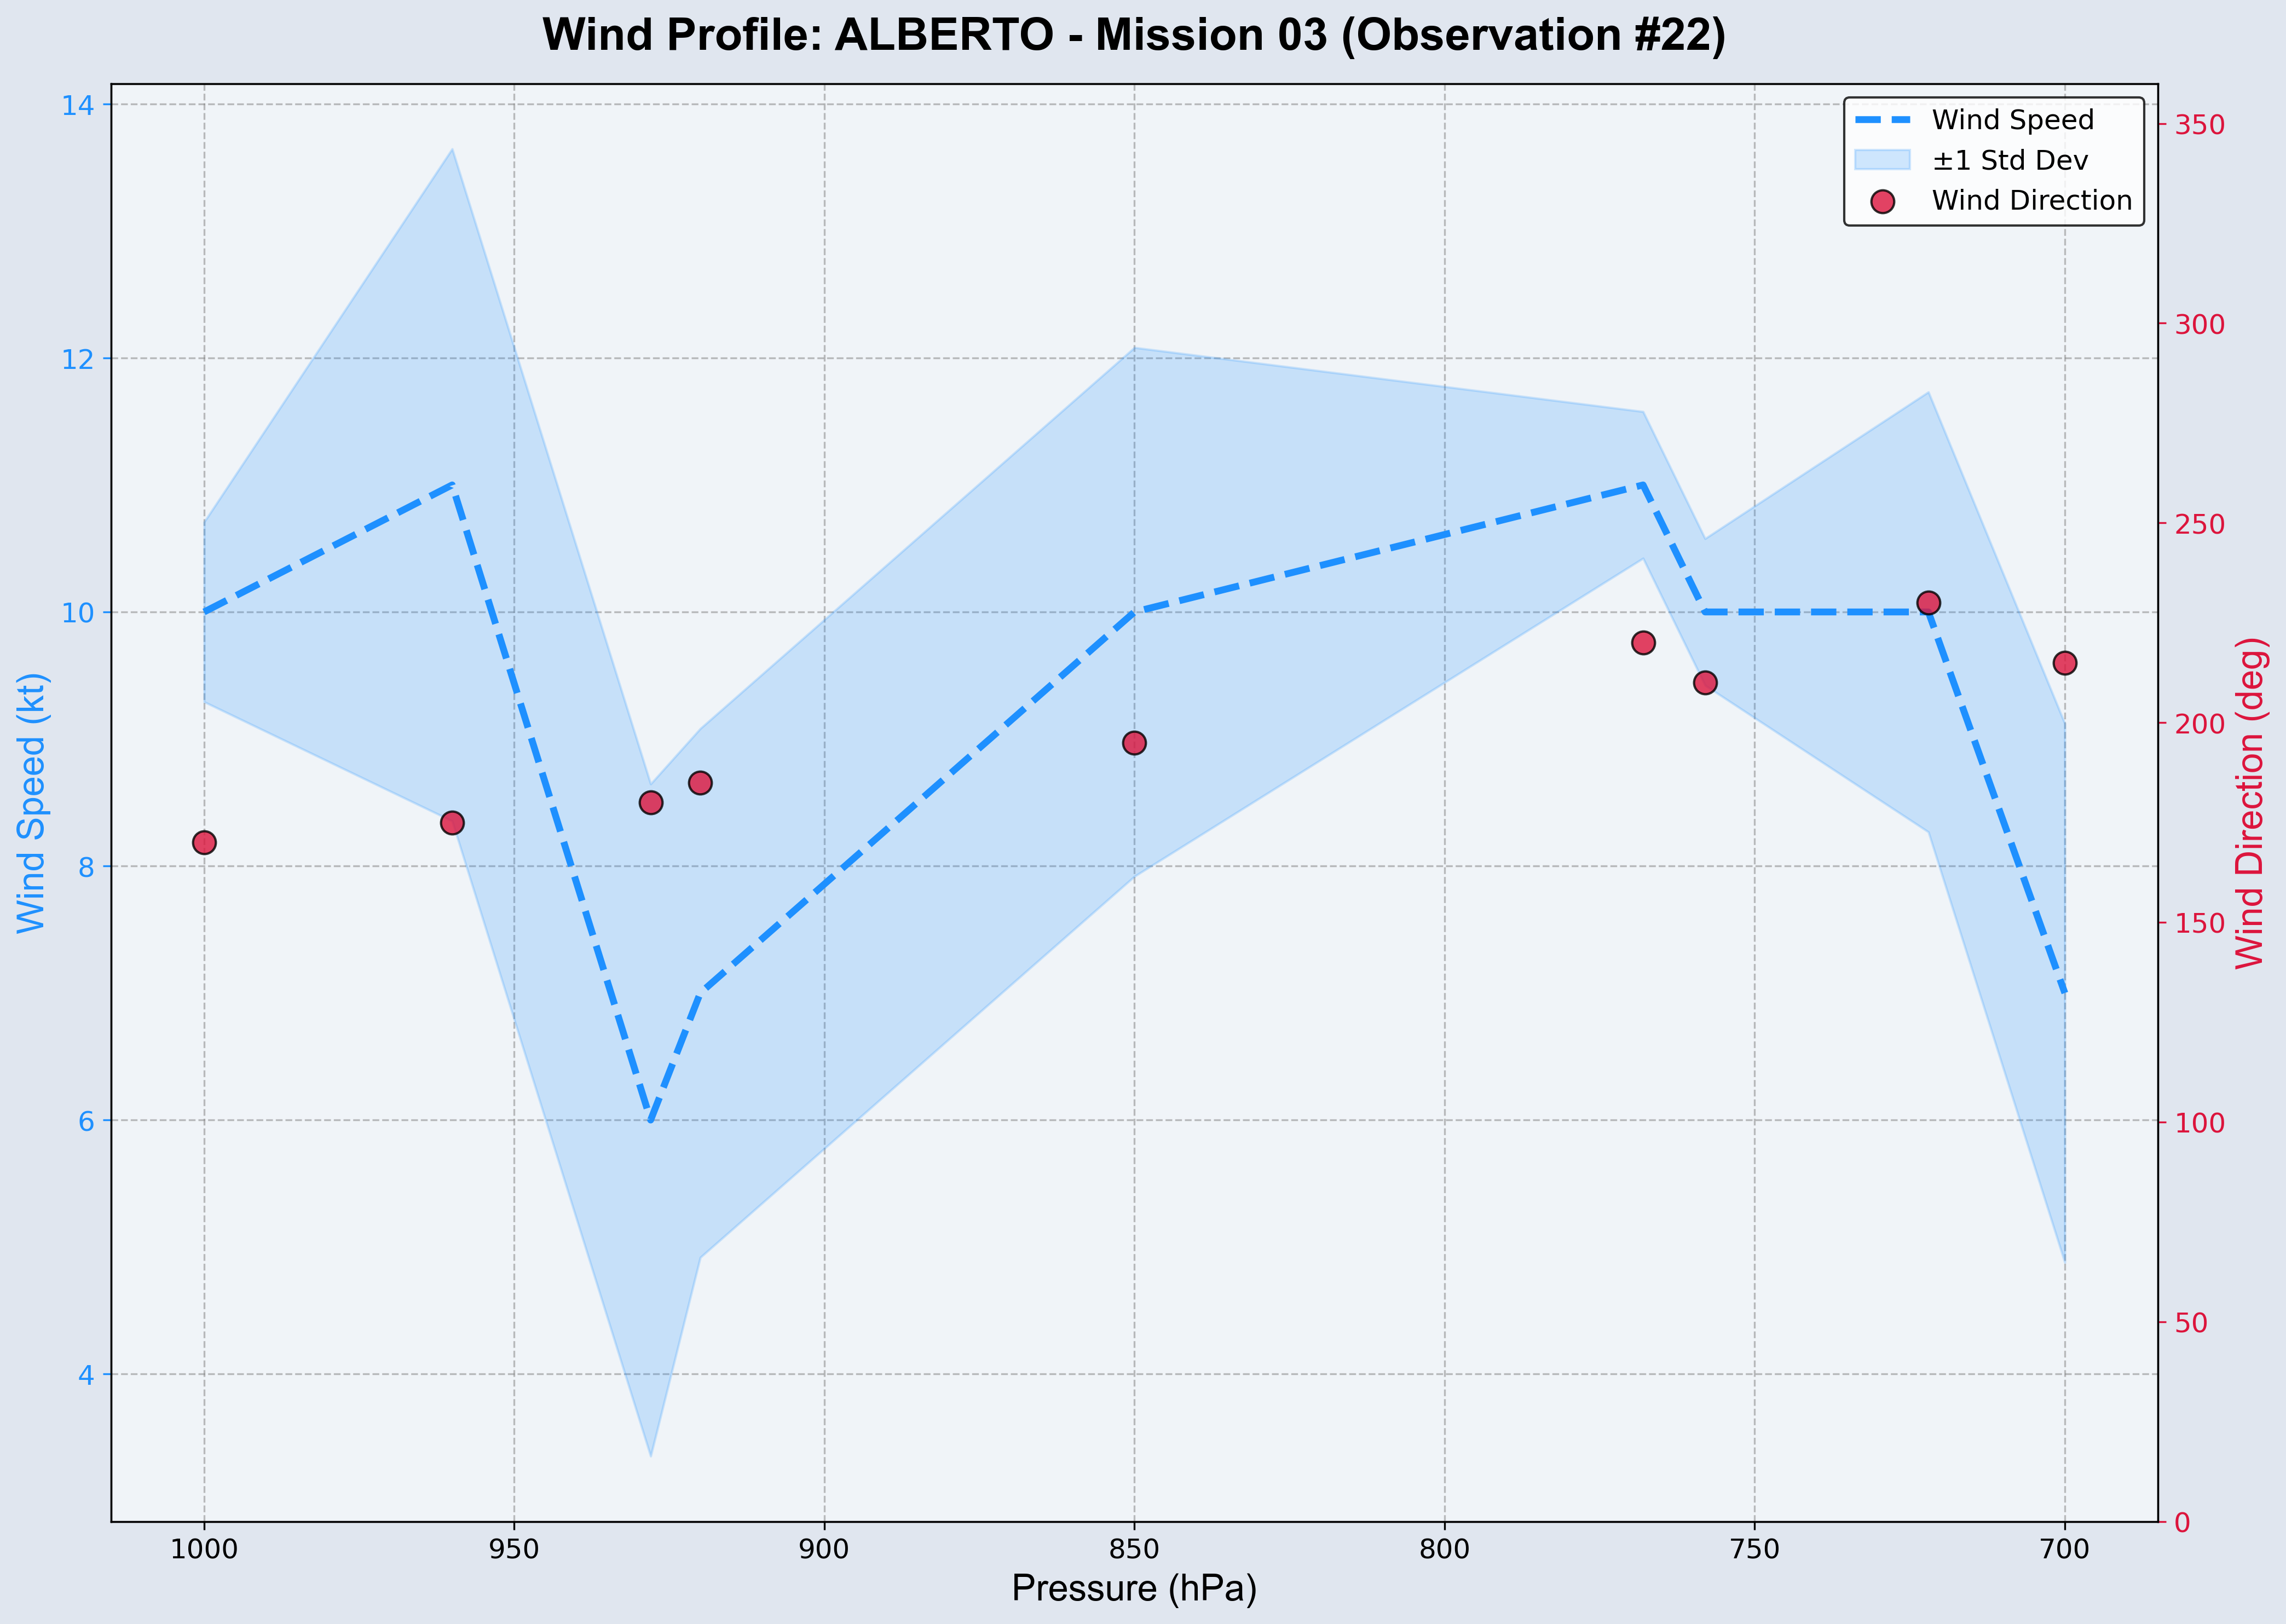 Wind Profile: ALBERTO - Mission 03 (Observation #22)
Wind Speed
±1 Std Dev
Wind Direction
14
12
10
8
6
4
Wind Speed (kt)
350
300
250
200
150
100
50
0
Wind Direction (deg)
1000 950 900 850 800 750 700
Pressure (hPa)